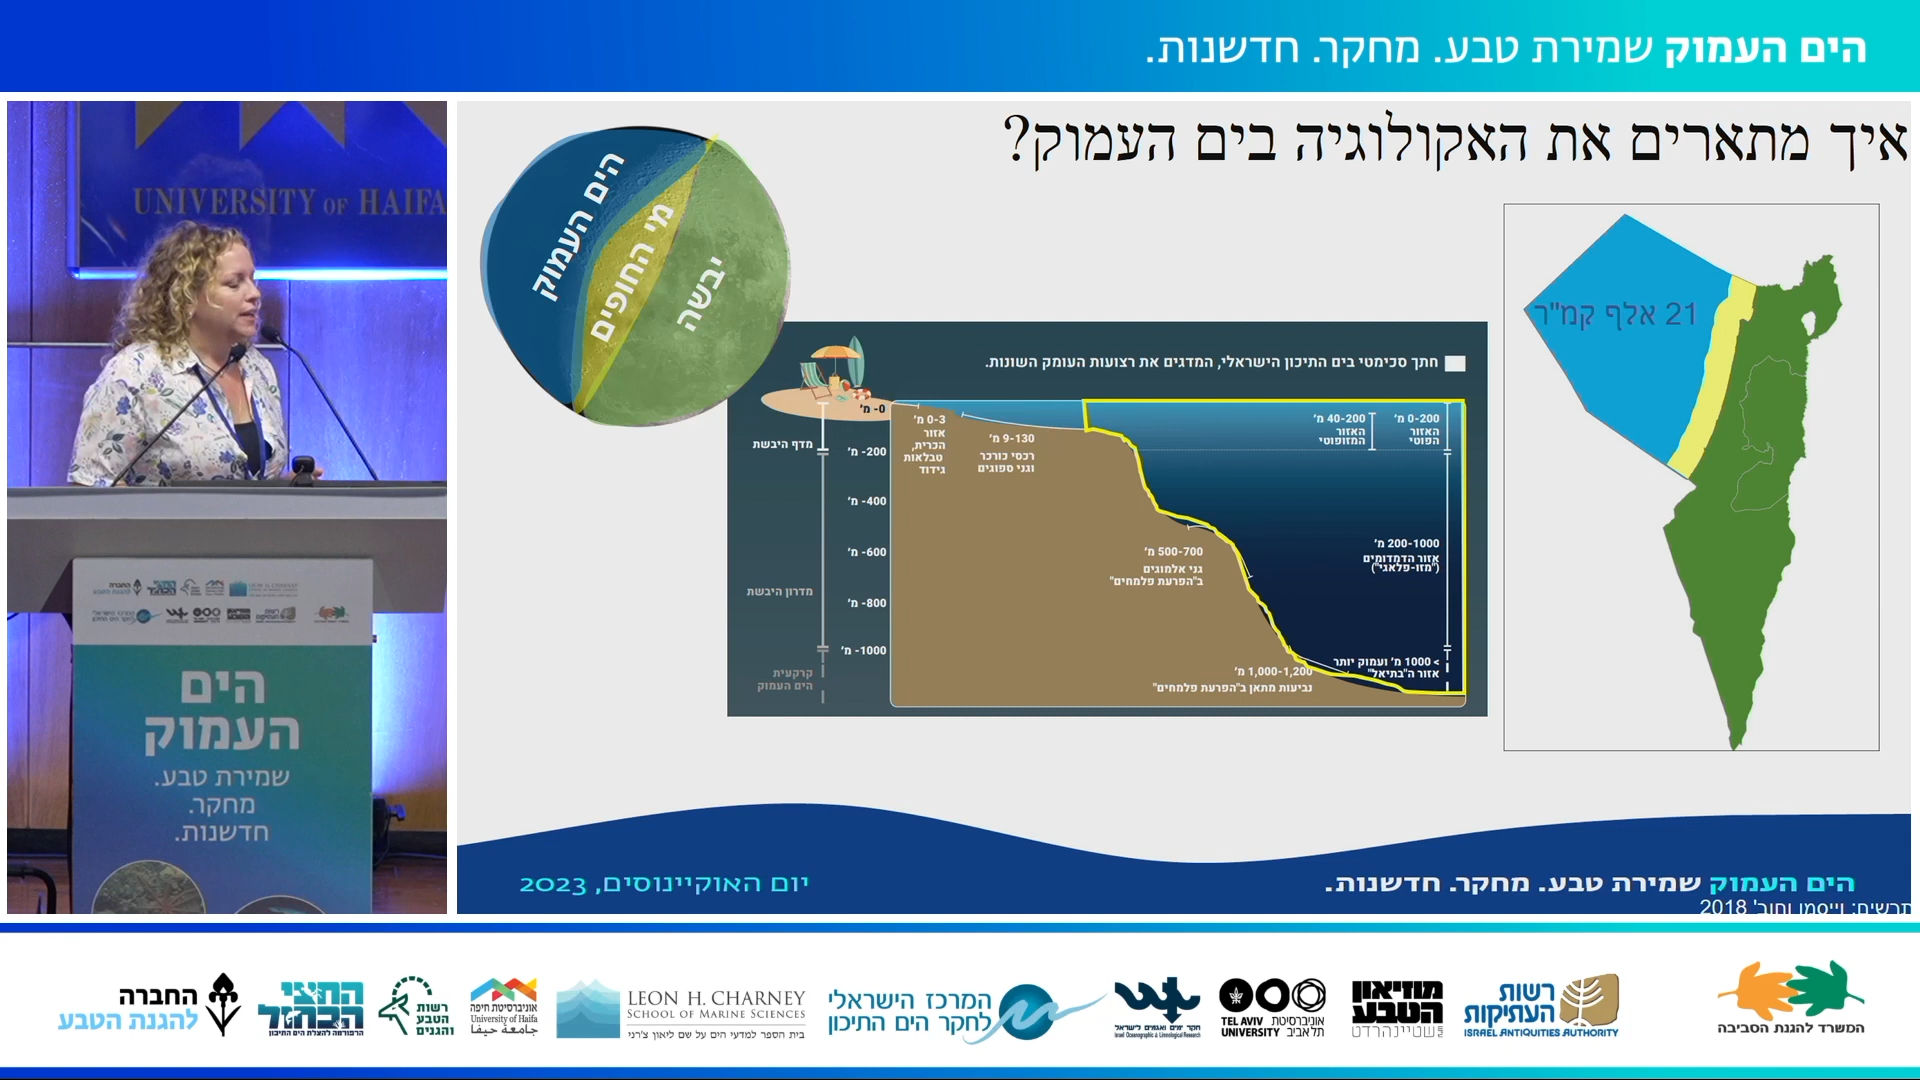 הים העמוק שמירת טבע. מחקר. חדשנות.
UNIVERSITY OF HAIFA
איך מתארים את האקולוגיה בים העמוק?
הים העמוק
מי החופים
יבשה
21 אלף קמ"ר
חתך סכימטי בים התיכון הישראלי, המדגים את רצועות העומק השונות.
0- מ'
200- מ'
400- מ'
600- מ'
800- מ'
1000- מ'
מדף היבשת
מדרון היבשת
קרקעית
הים העמוק
0-3 מ'
אזור
הכרית,
טבלאות
גידוד
9-130 מ'
רכסי כורכר
וגני ספוגים
40-200 מ'
האזור
המזופוטי
0-200 מ'
האזור
הפוטי
500-700 מ'
גני אלמוגים
ב"הפרעת פלמחים"
200-1000 מ'
אזור הדמדומים
("מזו-פלאגי")
1,000-1,200 מ'
נביעות מתאן ב"הפרעת פלמחים"
> 1000 מ' ועמוק יותר
אזור ה"בתיאל"
הים העמוק שמירת טבע. מחקר. חדשנות.
יום האוקיינוסים, 2023
תרשים: וייסמן וחוב' 2018
הים
העמוק
שמירת טבע.
מחקר.
חדשנות.
החברה
להגנת הטבע
החצי
הכחול
הרפורמה להצלת הים התיכון
רשות
הטבע
והגנים
אוניברסיטת חיפה
University of Haifa
جامعة حيفا
LEON H. CHARNEY
SCHOOL OF MARINE SCIENCES
בית הספר למדעי הים על שם ליאון צ'רני
המרכז הישראלי
לחקר הים התיכון
חקר ימים ואגמים לישראל
Israel Oceanographic & Limnological Research
TEL AVIV
UNIVERSITY
אוניברסיטת
תל אביב
מוזיאון
הטבע
ע"ש שטיינהרדט
רשות
העתיקות
ISRAEL ANTIQUITIES AUTHORITY
המשרד להגנת הסביבה